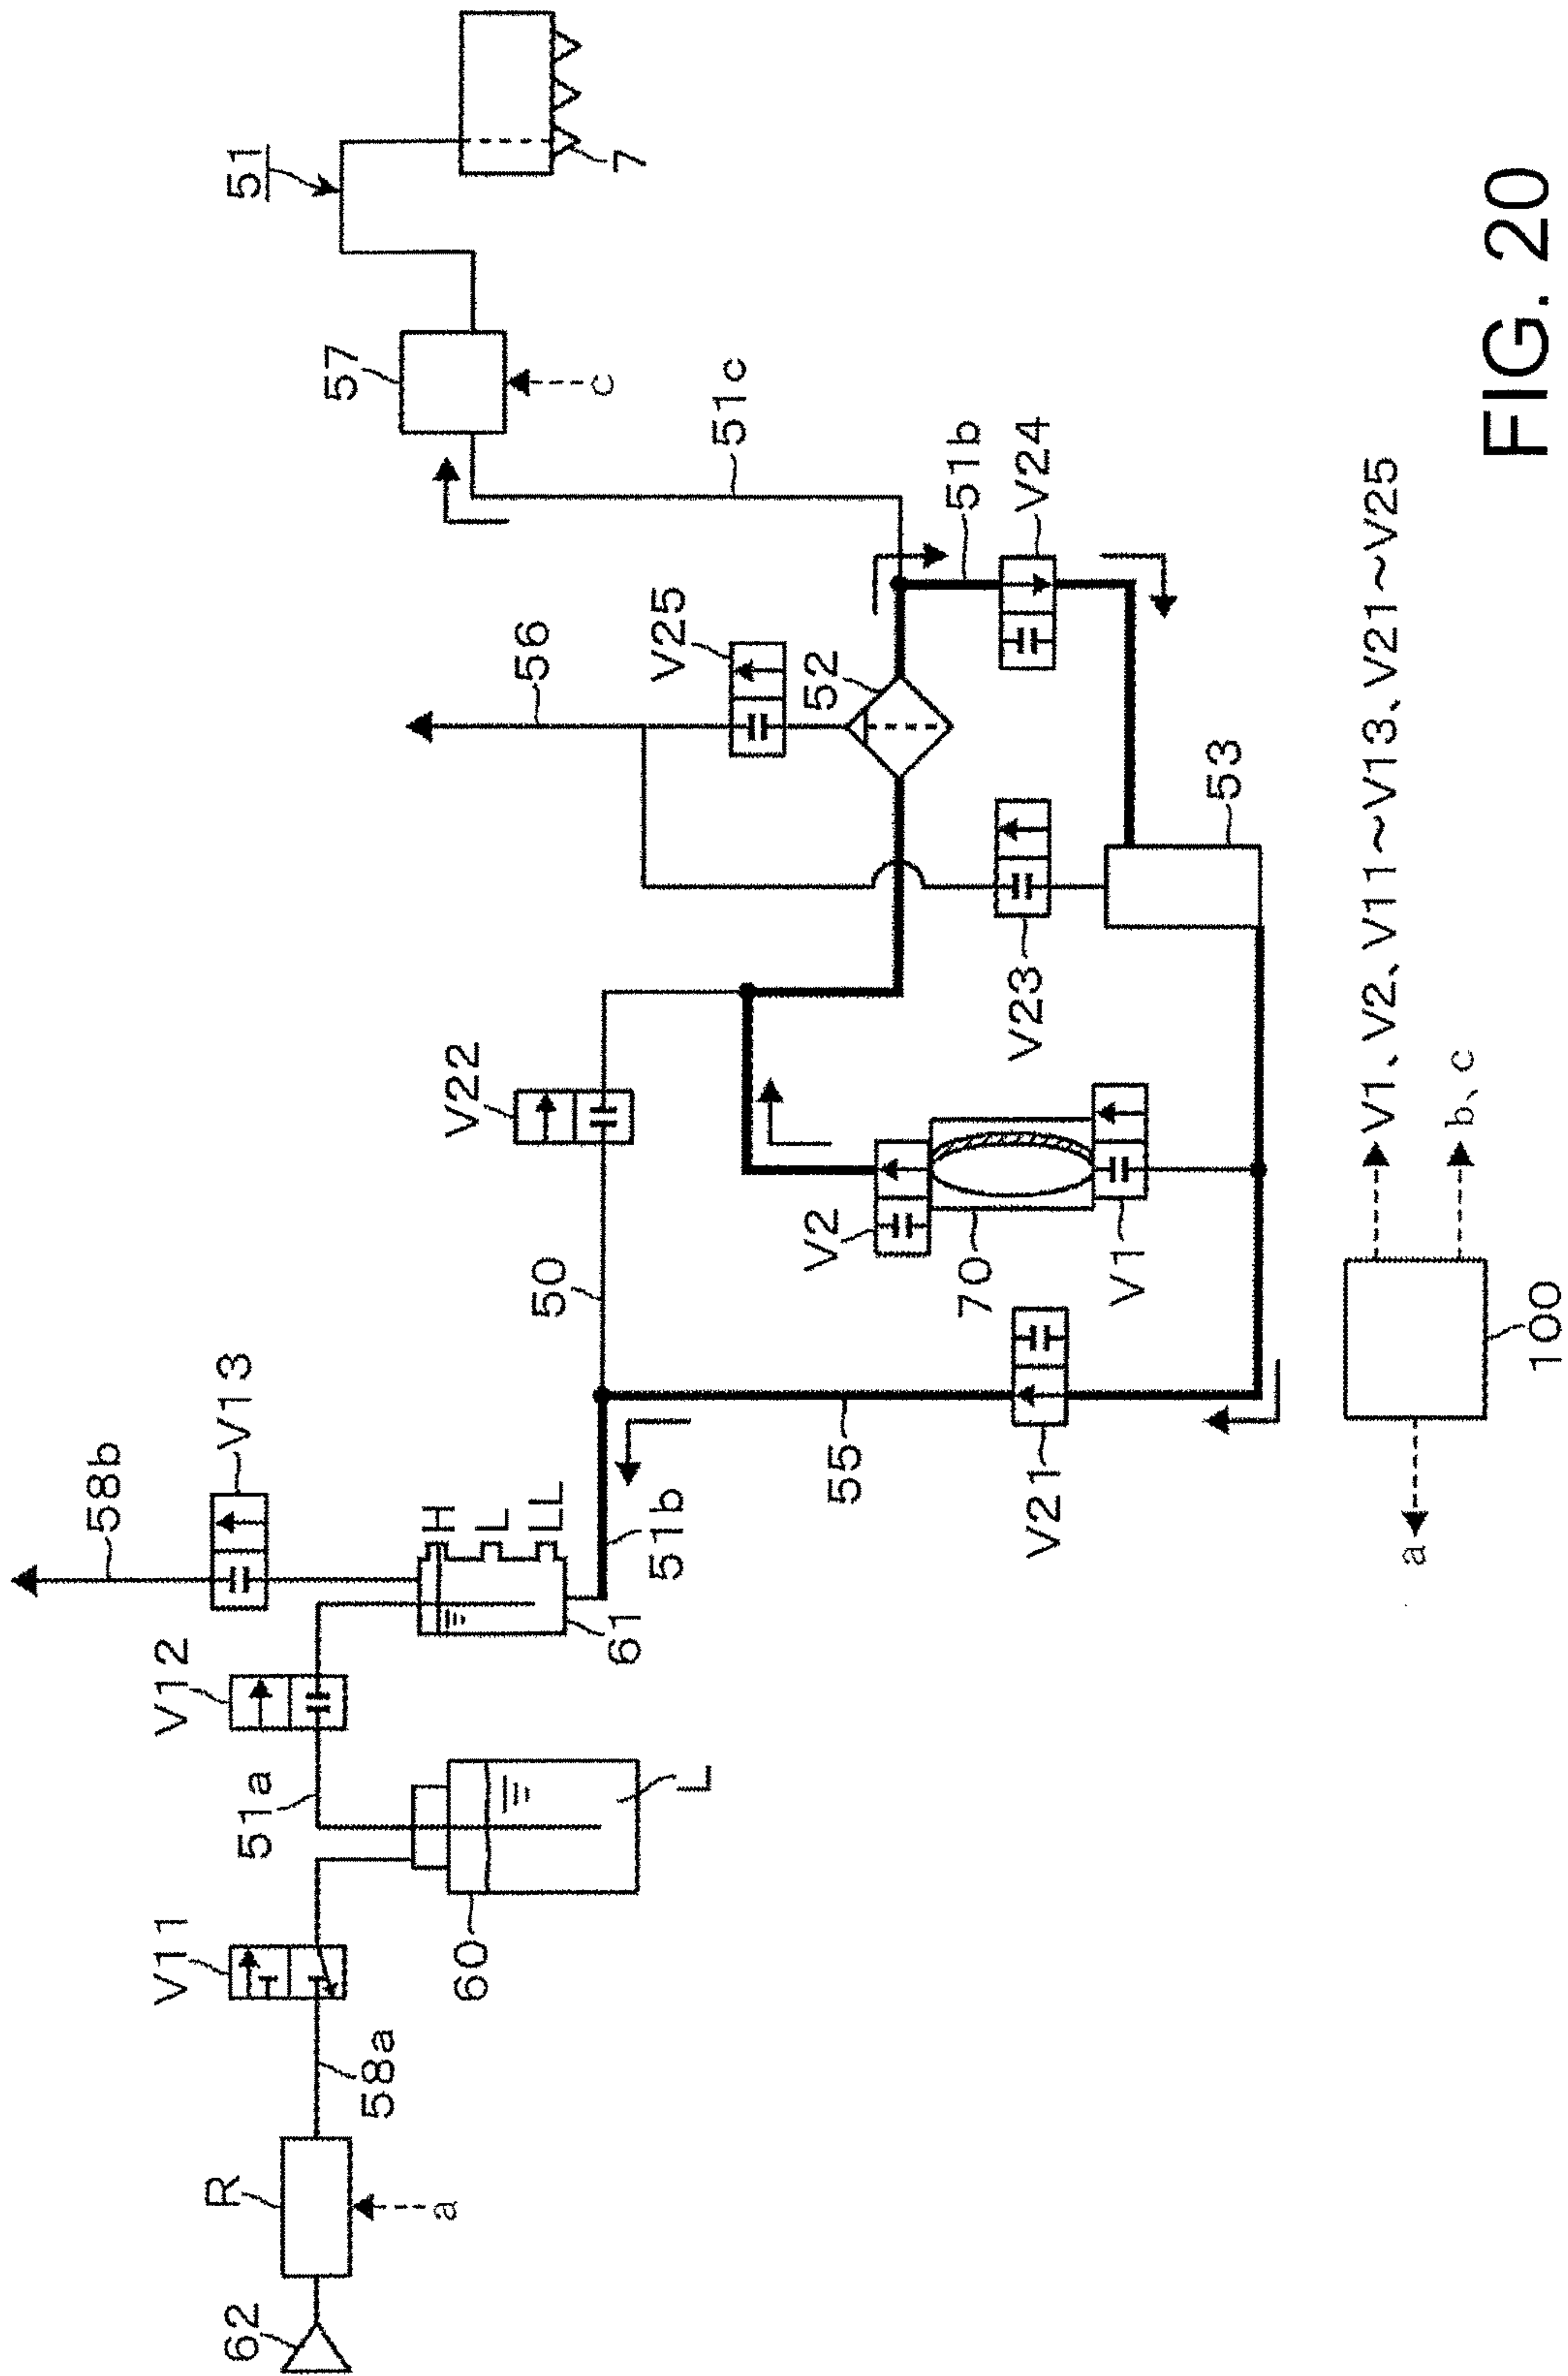 62
R
a
58a
V11
60
L
51a
V12
61
H
L
LL
58b
V13
51b
50
V22
55
V21
V2
70
V1
V23
53
56
V25
52
51b
V24
51c
57
c
51
7
a
100
V1、V2、V11～V13、V21～V25
b、c
FIG. 20